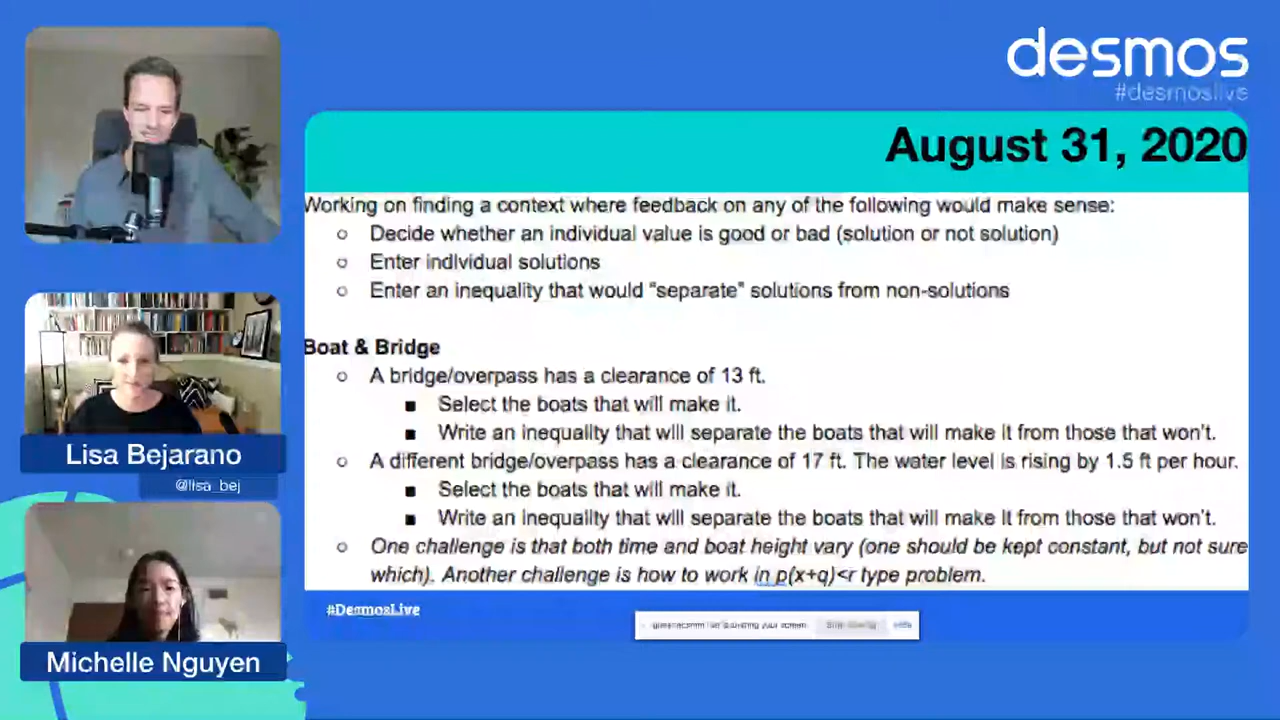 desmos
#desmoslive
August 31, 2020
Working on finding a context where feedback on any of the following would make sense:
Decide whether an individual value is good or bad (solution or not solution)
Enter individual solutions
Enter an inequality that would “separate” solutions from non-solutions
Boat & Bridge
A bridge/overpass has a clearance of 13 ft.
Select the boats that will make it.
Write an inequality that will separate the boats that will make it from those that won’t.
A different bridge/overpass has a clearance of 17 ft. The water level is rising by 1.5 ft per hour.
Select the boats that will make it.
Write an inequality that will separate the boats that will make it from those that won’t.
One challenge is that both time and boat height vary (one should be kept constant, but not sure
which). Another challenge is how to work in p(x+q)<r type problem.
#DesmosLive
your screen
Lisa Bejarano
@lisa_bej
Michelle Nguyen